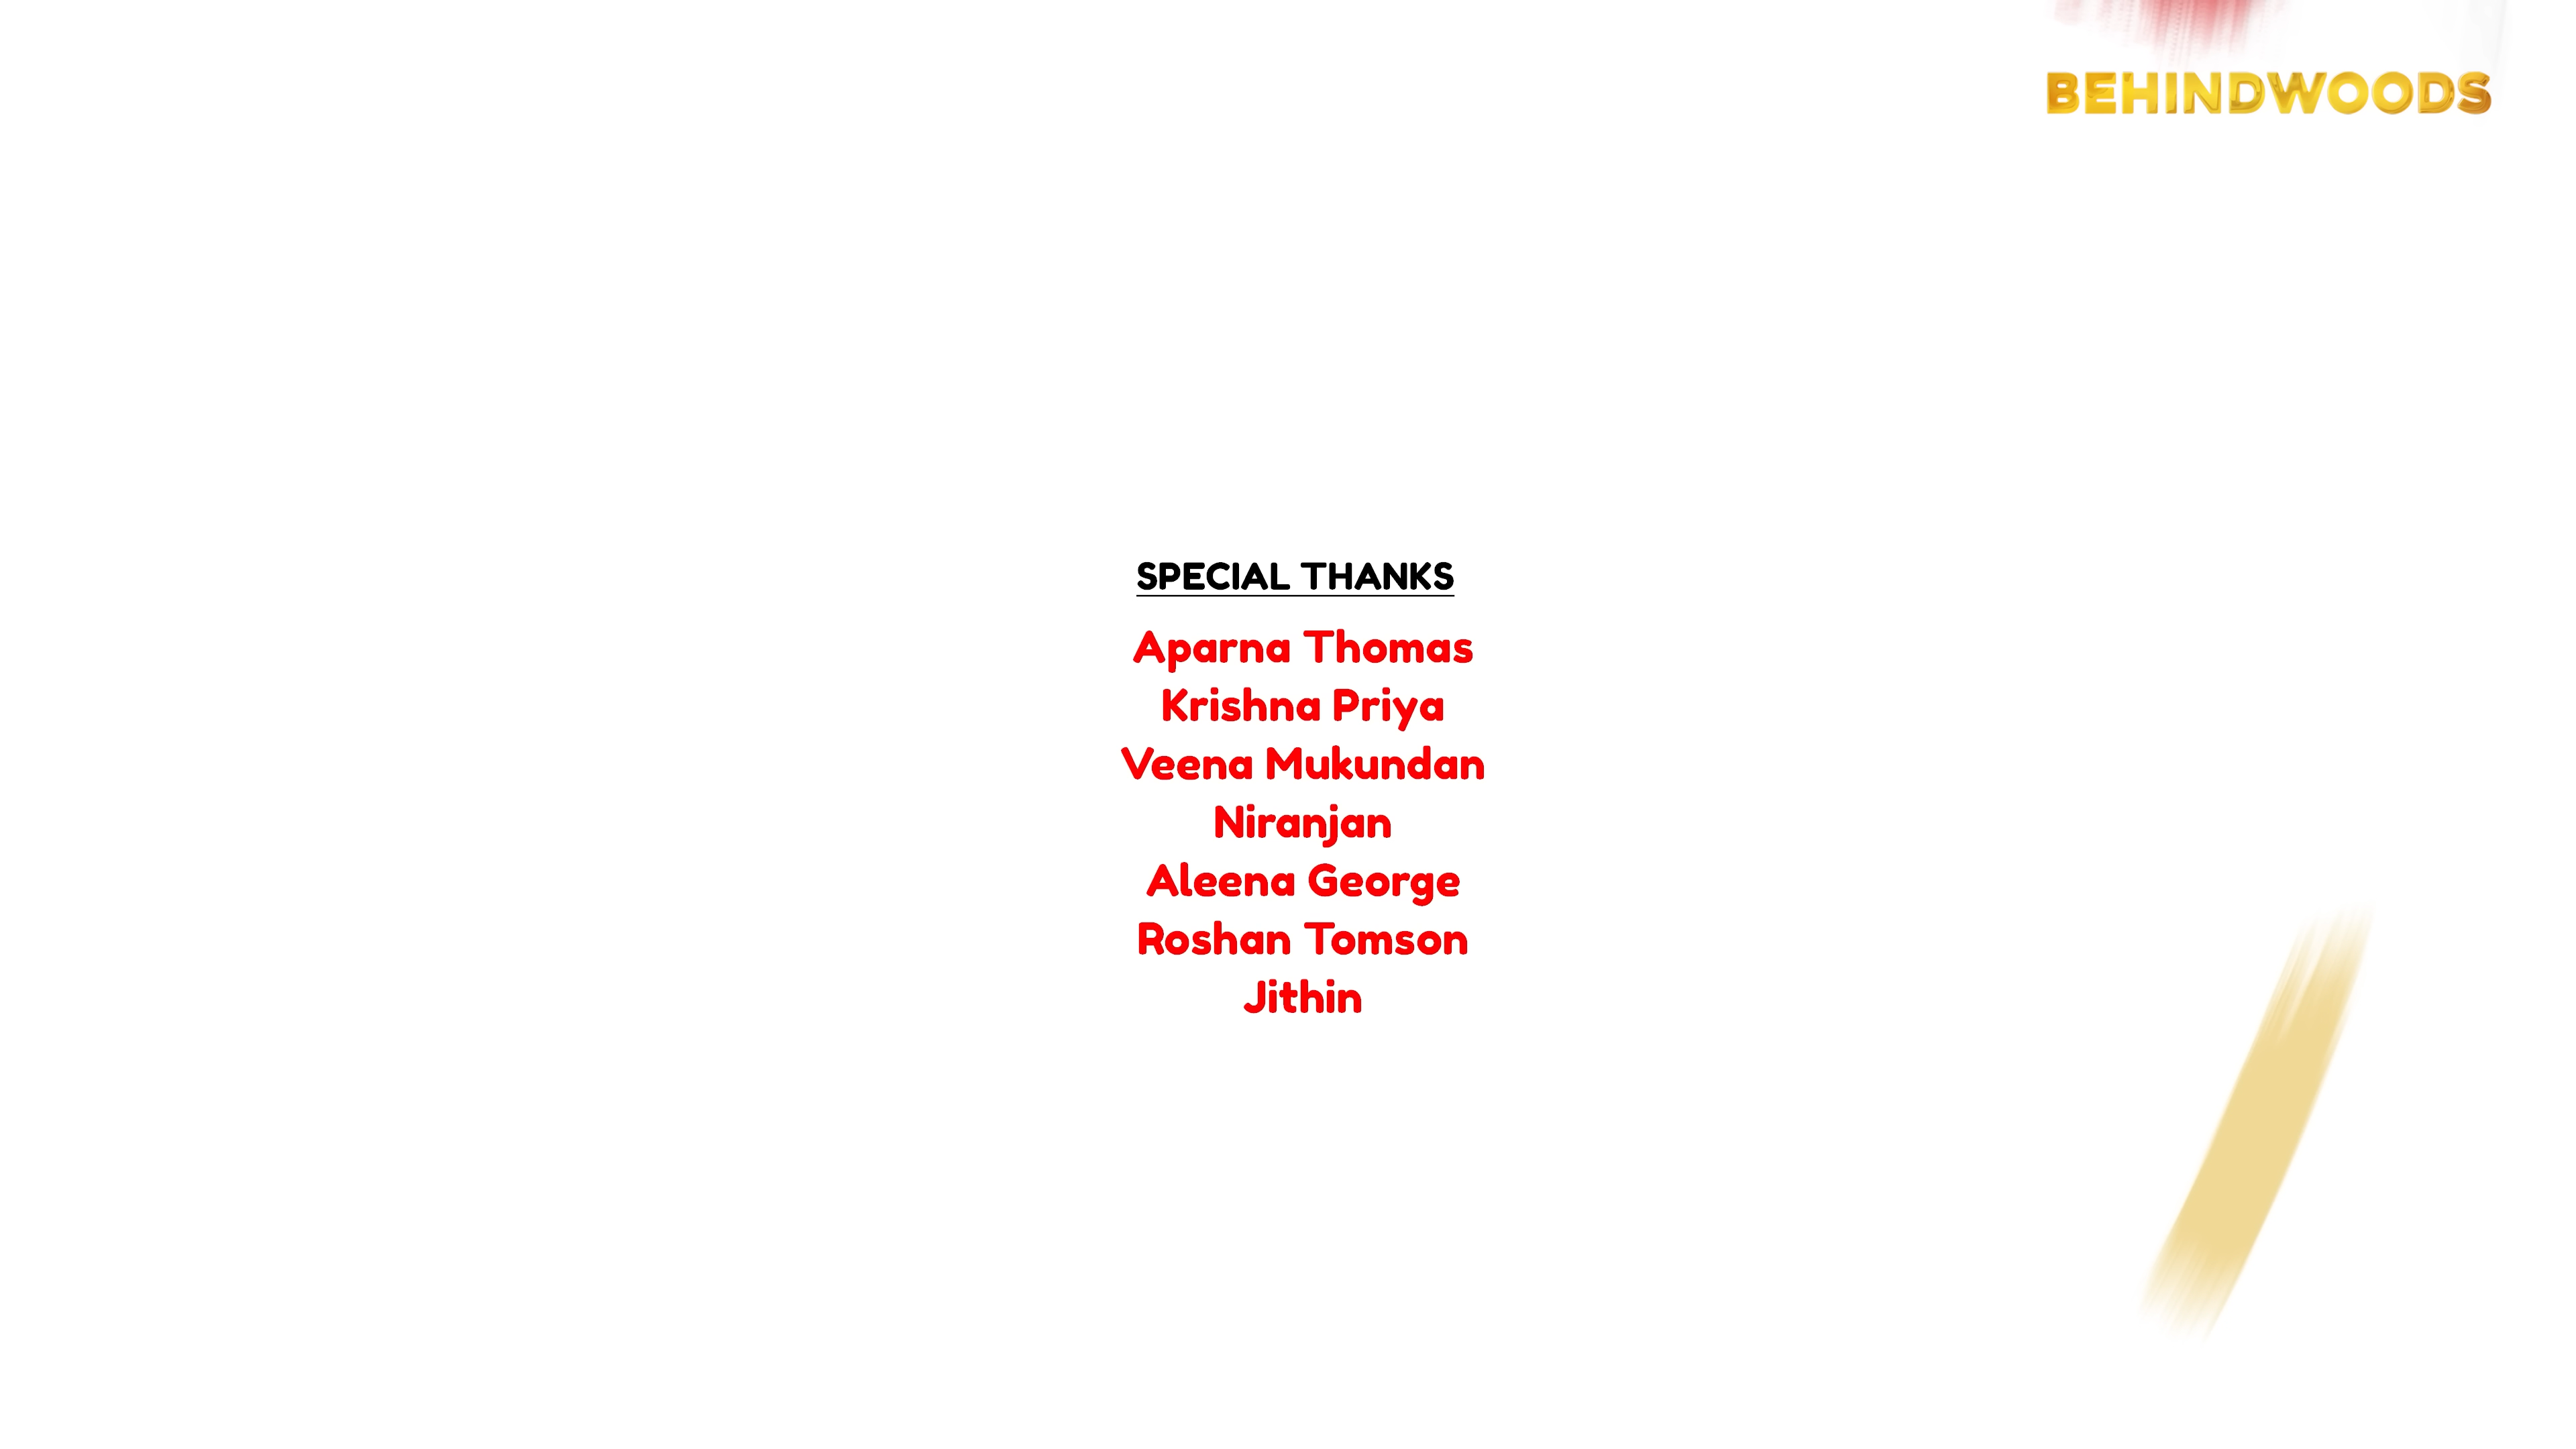 BEHINDWOODS
SPECIAL THANKS
Aparna Thomas
Krishna Priya
Veena Mukundan
Niranjan
Aleena George
Roshan Tomson
Jithin